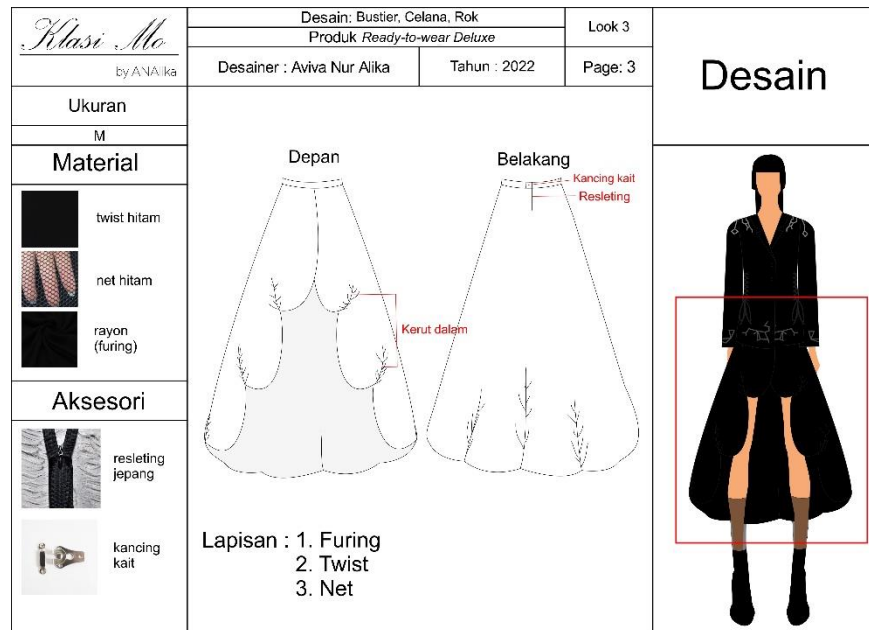 Klasi Mo
by ANAlika
Desain: Bustier, Celana, Rok
Produk Ready-to-wear Deluxe
Look 3
Desainer : Aviva Nur Alika
Tahun : 2022
Page: 3
Desain
Ukuran
M
Material
twist hitam
net hitam
rayon
(furing)
Aksesori
resleting
jepang
kancing
kait
Depan
Belakang
Kancing kait
Resleting
Kerut dalam
Lapisan : 1. Furing
2. Twist
3. Net